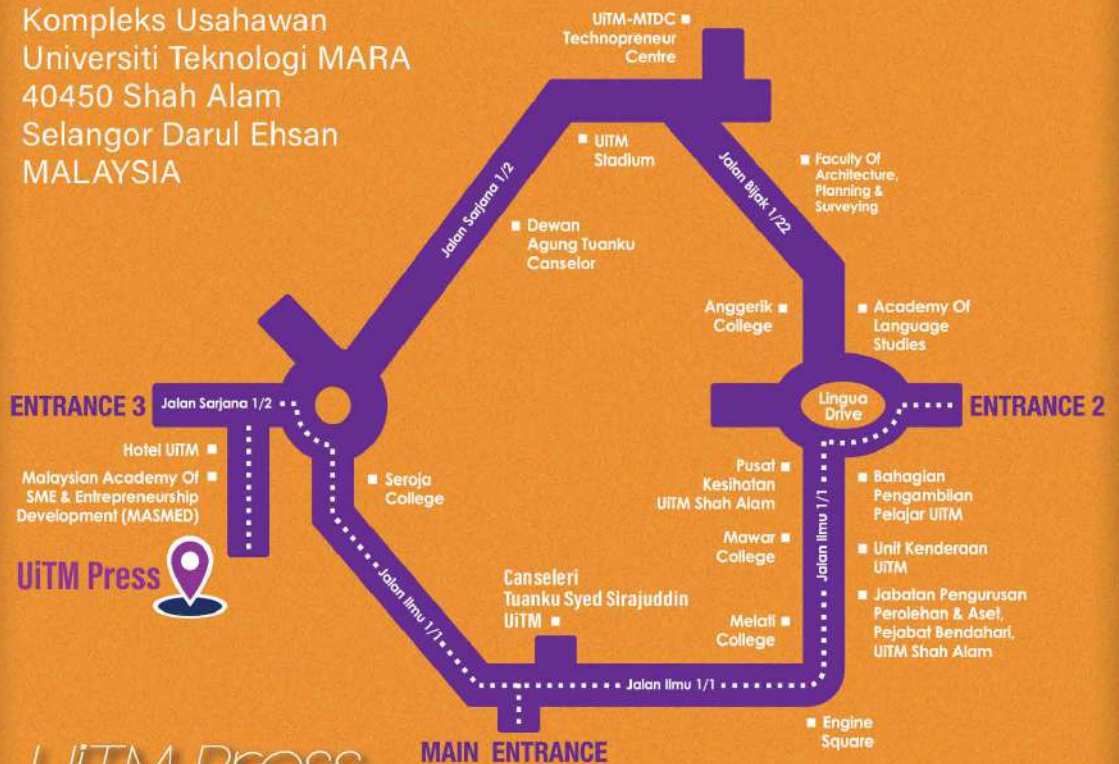 Kompleks Usahawan
Universiti Teknologi MARA
40450 Shah Alam
Selangor Darul Ehsan
MALAYSIA
UiTM-MTDC
Technopreneur
Centre
UiTM
Stadium
Jalan Sarjana 1/2
Jalan Bijak 1/22
Faculty Of
Architecture,
Planning &
Surveying
Dewan
Agung Tuanku
Canselor
Anggerik
College
Academy Of
Language
Studies
ENTRANCE 3
Jalan Sarjana 1/2
Lingua
Drive
ENTRANCE 2
Hotel UiTM
Malaysian Academy Of
SME & Entrepreneurship
Development (MASMED)
Seroja
College
Pusat
Kesihatan
UiTM Shah Alam
Bahagian
Pengambilan
Pelajar UiTM
Jalan Ilmu 1/1
Mawar
College
Unit Kenderaan
UiTM
UiTM Press
Jalan Ilmu 1/1
Canseleri
Tuanku Syed Sirajuddin
UiTM
Melati
College
Jabatan Pengurusan
Perolehan & Aset,
Pejabat Bendahari,
UiTM Shah Alam
Jalan Ilmu 1/1
Engine
Square
MAIN ENTRANCE
UiTM Press